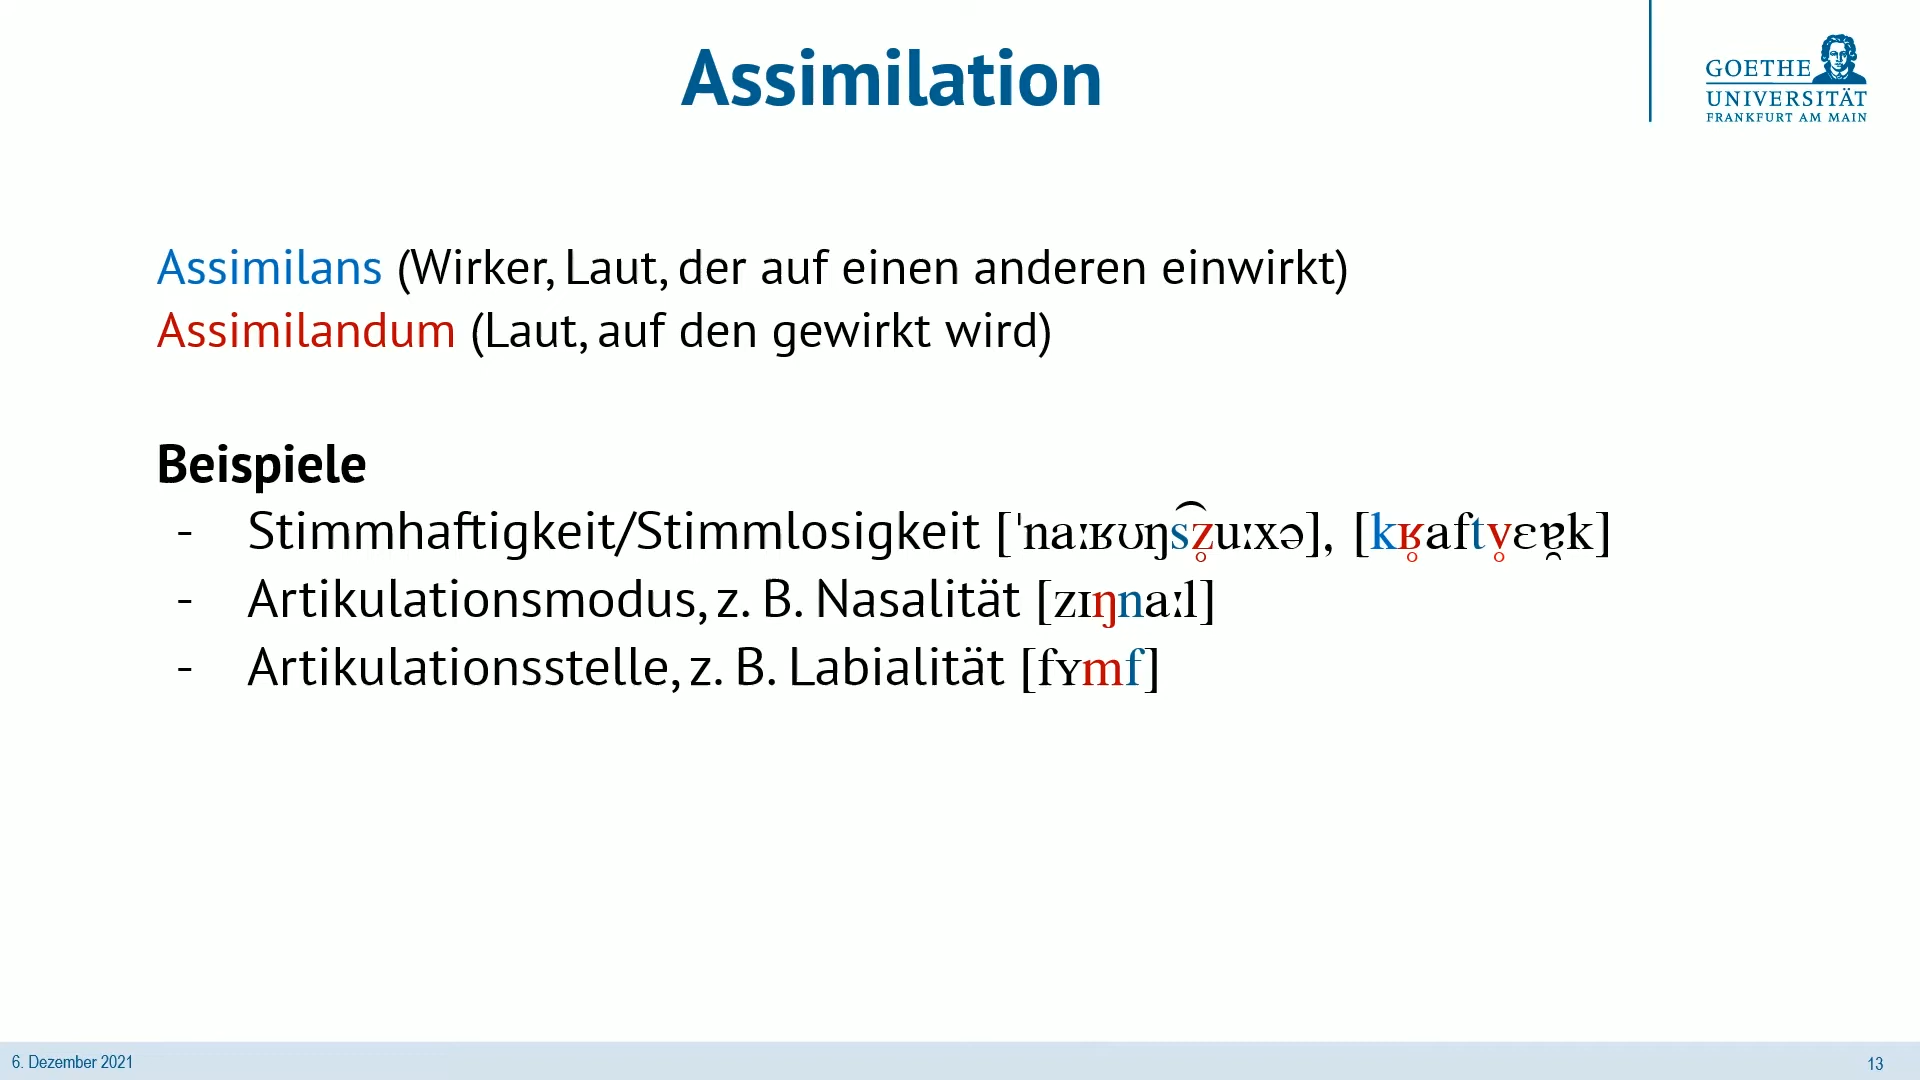 Assimilation
GOETHE
UNIVERSITÄT
FRANKFURT AM MAIN
Assimilans (Wirker, Laut, der auf einen anderen einwirkt)
Assimilandum (Laut, auf den gewirkt wird)
Beispiele
- Stimmhaftigkeit/Stimmlosigkeit [ˈnaːʁʊŋs͡z̥uːxə], [kʁ̥aftv̥ɛɐ̯k]
- Artikulationsmodus, z. B. Nasalität [zɪŋnaːl]
- Artikulationsstelle, z. B. Labialität [fʏmf]
6. Dezember 2021
13